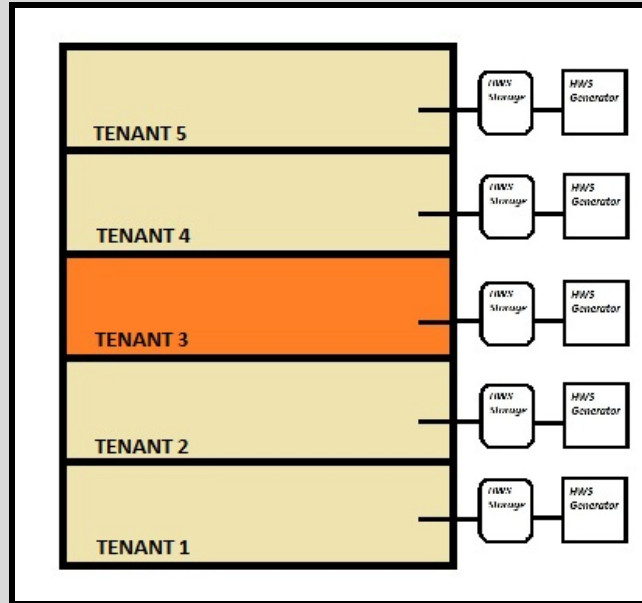 TENANT 5
HWS
Storage
HWS
Generator
TENANT 4
HWS
Storage
HWS
Generator
TENANT 3
HWS
Storage
HWS
Generator
TENANT 2
HWS
Storage
HWS
Generator
TENANT 1
HWS
Storage
HWS
Generator